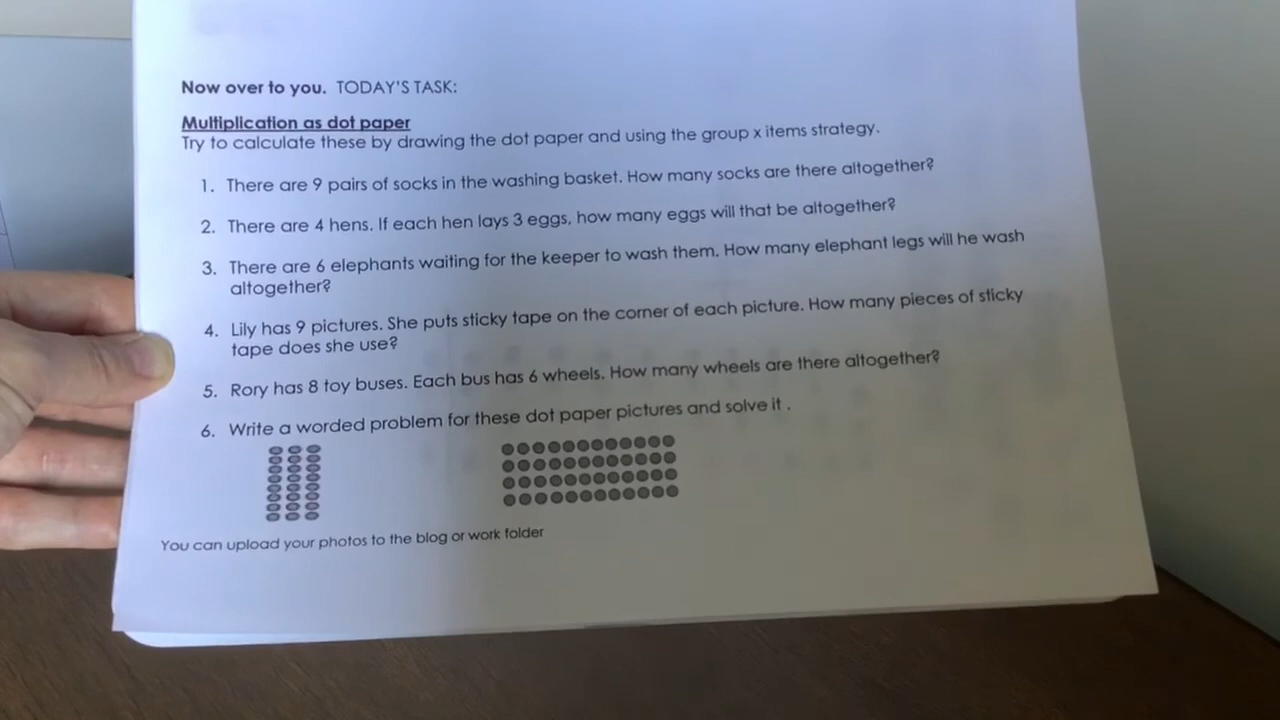 Now over to you. TODAY'S TASK:
Multiplication as dot paper
Try to calculate these by drawing the dot paper and using the group x items strategy.
1. There are 9 pairs of socks in the washing basket. How many socks are there altogether?
2. There are 4 hens. If each hen lays 3 eggs, how many eggs will that be altogether?
3. There are 6 elephants waiting for the keeper to wash them. How many elephant legs will he wash
altogether?
4. Lily has 9 pictures. She puts sticky tape on the corner of each picture. How many pieces of sticky
tape does she use?
5. Rory has 8 toy buses. Each bus has 6 wheels. How many wheels are there altogether?
6. Write a worded problem for these dot paper pictures and solve it .
You can upload your photos to the blog or work folder